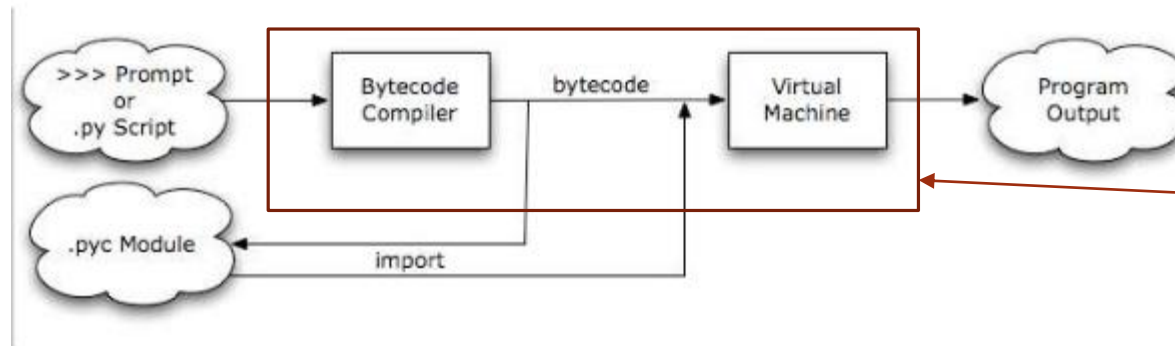 >>> Prompt
or
.py Script
Bytecode
Compiler
bytecode
Virtual
Machine
Program
Output
.pyc Module
import